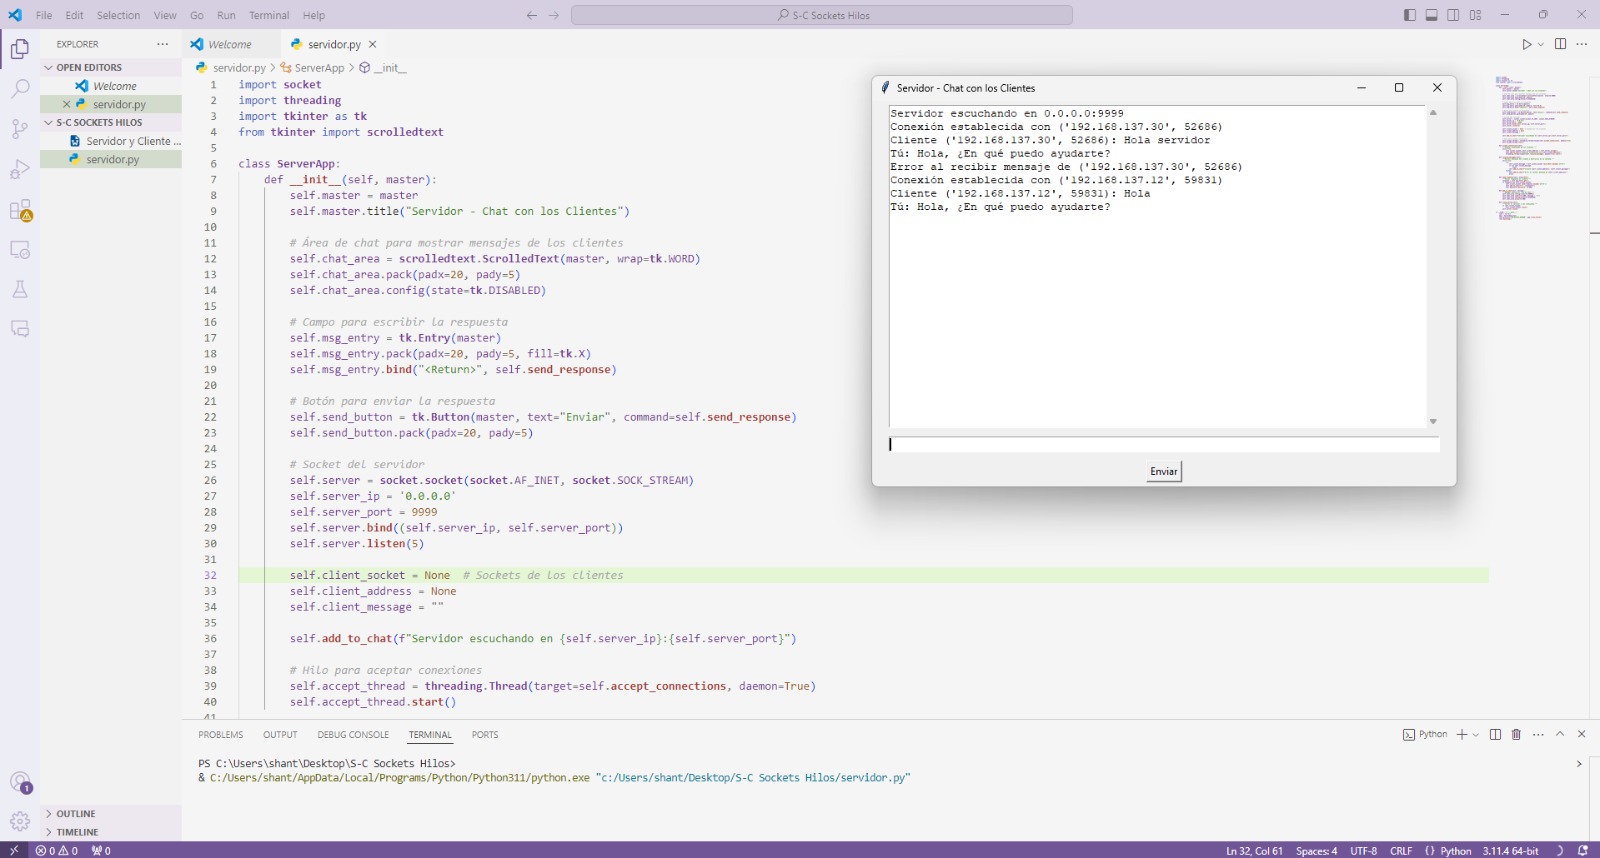 File Edit Selection View Go Run Terminal Help
S-C Sockets Hilos
EXPLORER
OPEN EDITORS
Welcome
servidor.py
S-C SOCKETS HILOS
Servidor y Cliente ...
servidor.py
OUTLINE
TIMELINE
Welcome servidor.py
servidor.py > ServerApp > __init__
1 import socket
2 import threading
3 import tkinter as tk
4 from tkinter import scrolledtext
5
6 class ServerApp:
7 def __init__(self, master):
8 self.master = master
9 self.master.title("Servidor - Chat con los Clientes")
10
11 # Área de chat para mostrar mensajes de los clientes
12 self.chat_area = scrolledtext.ScrolledText(master, wrap=tk.WORD)
13 self.chat_area.pack(padx=20, pady=5)
14 self.chat_area.config(state=tk.DISABLED)
15
16 # Campo para escribir la respuesta
17 self.msg_entry = tk.Entry(master)
18 self.msg_entry.pack(padx=20, pady=5, fill=tk.X)
19 self.msg_entry.bind("<Return>", self.send_response)
20
21 # Botón para enviar la respuesta
22 self.send_button = tk.Button(master, text="Enviar", command=self.send_response)
23 self.send_button.pack(padx=20, pady=5)
24
25 # Socket del servidor
26 self.server = socket.socket(socket.AF_INET, socket.SOCK_STREAM)
27 self.server_ip = '0.0.0.0'
28 self.server_port = 9999
29 self.server.bind((self.server_ip, self.server_port))
30 self.server.listen(5)
31
32 self.client_socket = None # Sockets de los clientes
33 self.client_address = None
34 self.client_message = ""
35
36 self.add_to_chat(f"Servidor escuchando en {self.server_ip}:{self.server_port}")
37
38 # Hilo para aceptar conexiones
39 self.accept_thread = threading.Thread(target=self.accept_connections, daemon=True)
40 self.accept_thread.start()
41
Servidor - Chat con los Clientes
Servidor escuchando en 0.0.0.0:9999
Conexión establecida con ('192.168.137.30', 52686)
Cliente ('192.168.137.30', 52686): Hola servidor
Tú: Hola, ¿En qué puedo ayudarte?
Error al recibir mensaje de ('192.168.137.30', 52686)
Conexión establecida con ('192.168.137.12', 59831)
Cliente ('192.168.137.12', 59831): Hola
Tú: Hola, ¿En qué puedo ayudarte?
Enviar
PROBLEMS OUTPUT DEBUG CONSOLE TERMINAL PORTS
Python
PS C:\Users\shant\Desktop\S-C Sockets Hilos>
& C:/Users/shant/AppData/Local/Programs/Python/Python311/python.exe "c:/Users/shant/Desktop/S-C Sockets Hilos/servidor.py"
1
0 0 0
Ln 32, Col 61 Spaces: 4 UTF-8 CRLF {} Python 3.11.4 64-bit